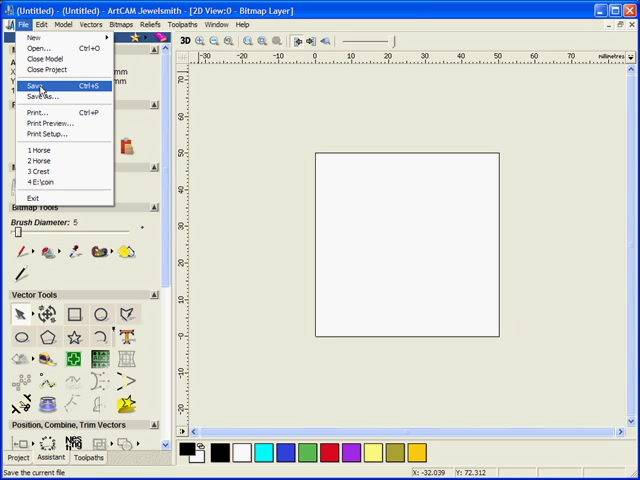 (Untitled) - (Untitled) - ArtCAM Jewelsmith - [2D View:0 - Bitmap Layer]
File Edit Model Vectors Bitmaps Reliefs Toolpaths Window Help
New
Open... Ctrl+O
Close Model
Close Project
Save Ctrl+S
Save As...
Print... Ctrl+P
Print Preview...
Print Setup...
1 Horse
2 Horse
3 Crest
4 E:\coin
Exit
3D
-30 -20 -10 0 10 20 30 40 50 60 70 millimetres
70
60
50
40
30
20
10
-0
-10
-20
mm
mm
Bitmap Tools
Brush Diameter: 5
Vector Tools
Position, Combine, Trim Vectors
Project Assistant Toolpaths
Save the current file
X: -32.039 Y: 72.312